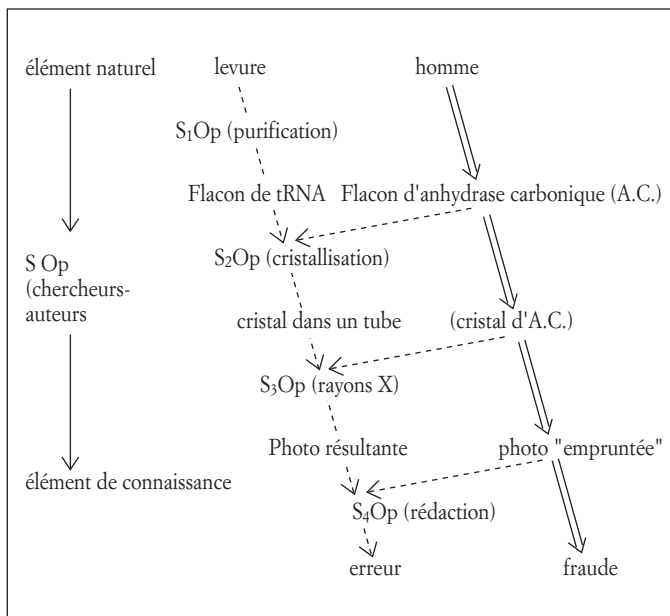 élément naturel levure homme
S₁Op (purification)
Flacon de tRNA Flacon d'anhydrase carbonique (A.C.)
S Op
(chercheurs-
auteurs
S₂Op (cristallisation)
cristal dans un tube (cristal d'A.C.)
S₃Op (rayons X)
Photo résultante photo "empruntée"
élément de connaissance
S₄Op (rédaction)
erreur fraude